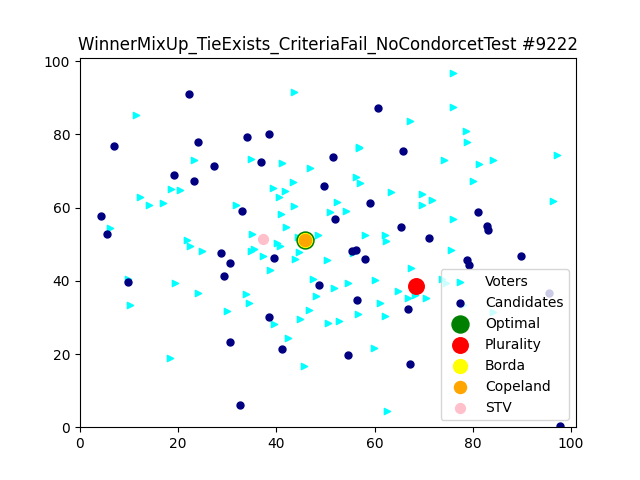 WinnerMixUp_TieExists_CriteriaFail_NoCondorcetTest #9222
100
80
60
40
20
0
0 20 40 60 80 100
Voters
Candidates
Optimal
Plurality
Borda
Copeland
STV